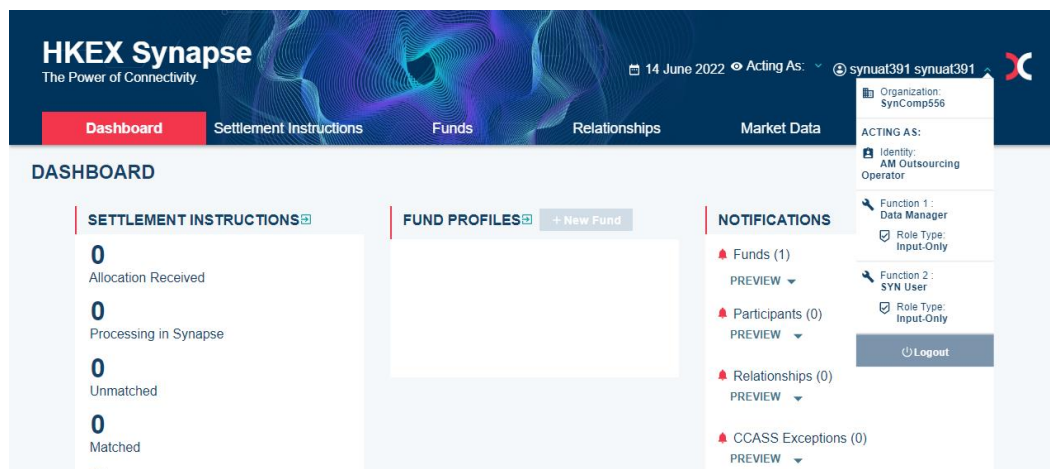 HKEX Synapse
The Power of Connectivity.
14 June 2022 Acting As: synuat391 synuat391
Dashboard Settlement Instructions Funds Relationships Market Data
Organization:
SynComp556
ACTING AS:
Identity:
AM Outsourcing
Operator
Function 1 :
Data Manager
Role Type:
Input-Only
Function 2 :
SYN User
Role Type:
Input-Only
Logout
DASHBOARD
SETTLEMENT INSTRUCTIONS
0
Allocation Received
0
Processing in Synapse
0
Unmatched
0
Matched
FUND PROFILES + New Fund
NOTIFICATIONS
Funds (1)
PREVIEW
Participants (0)
PREVIEW
Relationships (0)
PREVIEW
CCASS Exceptions (0)
PREVIEW